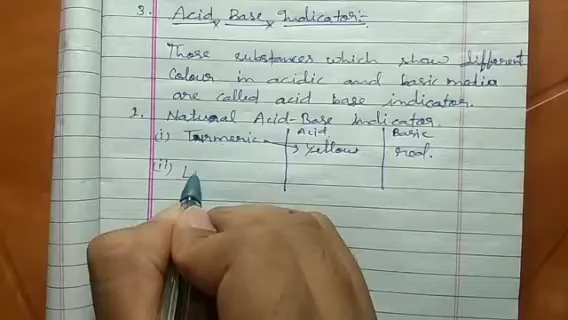 3. Acid, Base, Indicator:-
Those substances which show different
Colour in acidic and basic media
are called acid base indicator.
1. Natural Acid-Base indicator.
Acid Basic
(i) Turmeric → Yellow red.
(ii) L